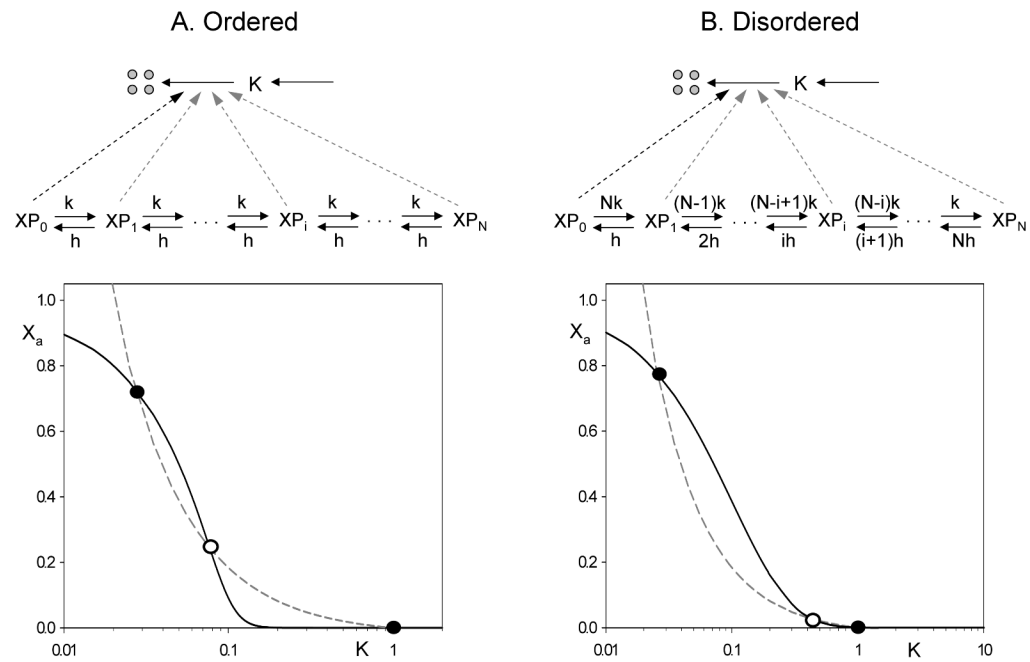 A. Ordered
K
k k k k k
XP0 XP1 . . . XPi . . . XPN
h h h h h
1.0
Xa
0.8
0.6
0.4
0.2
0.0
0.01 0.1 K 1
B. Disordered
K
Nk (N-1)k (N-i+1)k (N-i)k k
XP0 XP1 . . . XPi . . . XPN
h 2h ih (i+1)h Nh
1.0
Xa
0.8
0.6
0.4
0.2
0.0
0.01 0.1 1 K 10